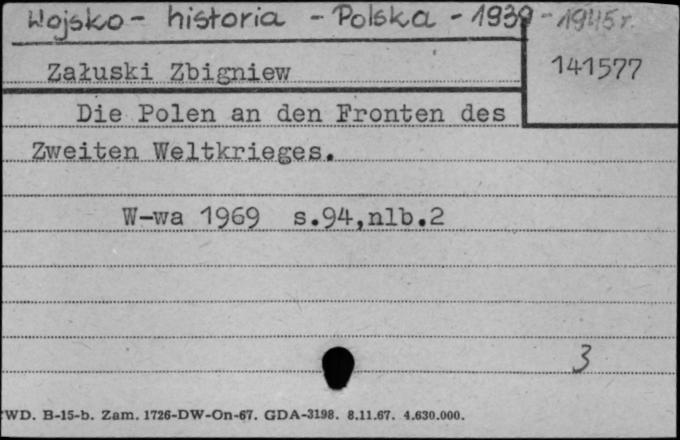 Wojsko - historia - Polska - 1939 - 1945 r.
141577
Załuski Zbigniew
Die Polen an den Fronten des
Zweiten Weltkrieges.
W-wa 1969 s.94,nlb.2
3
WD. B-15-b. Zam. 1726-DW-On-67. GDA-3198. 8.11.67. 4.630.000.